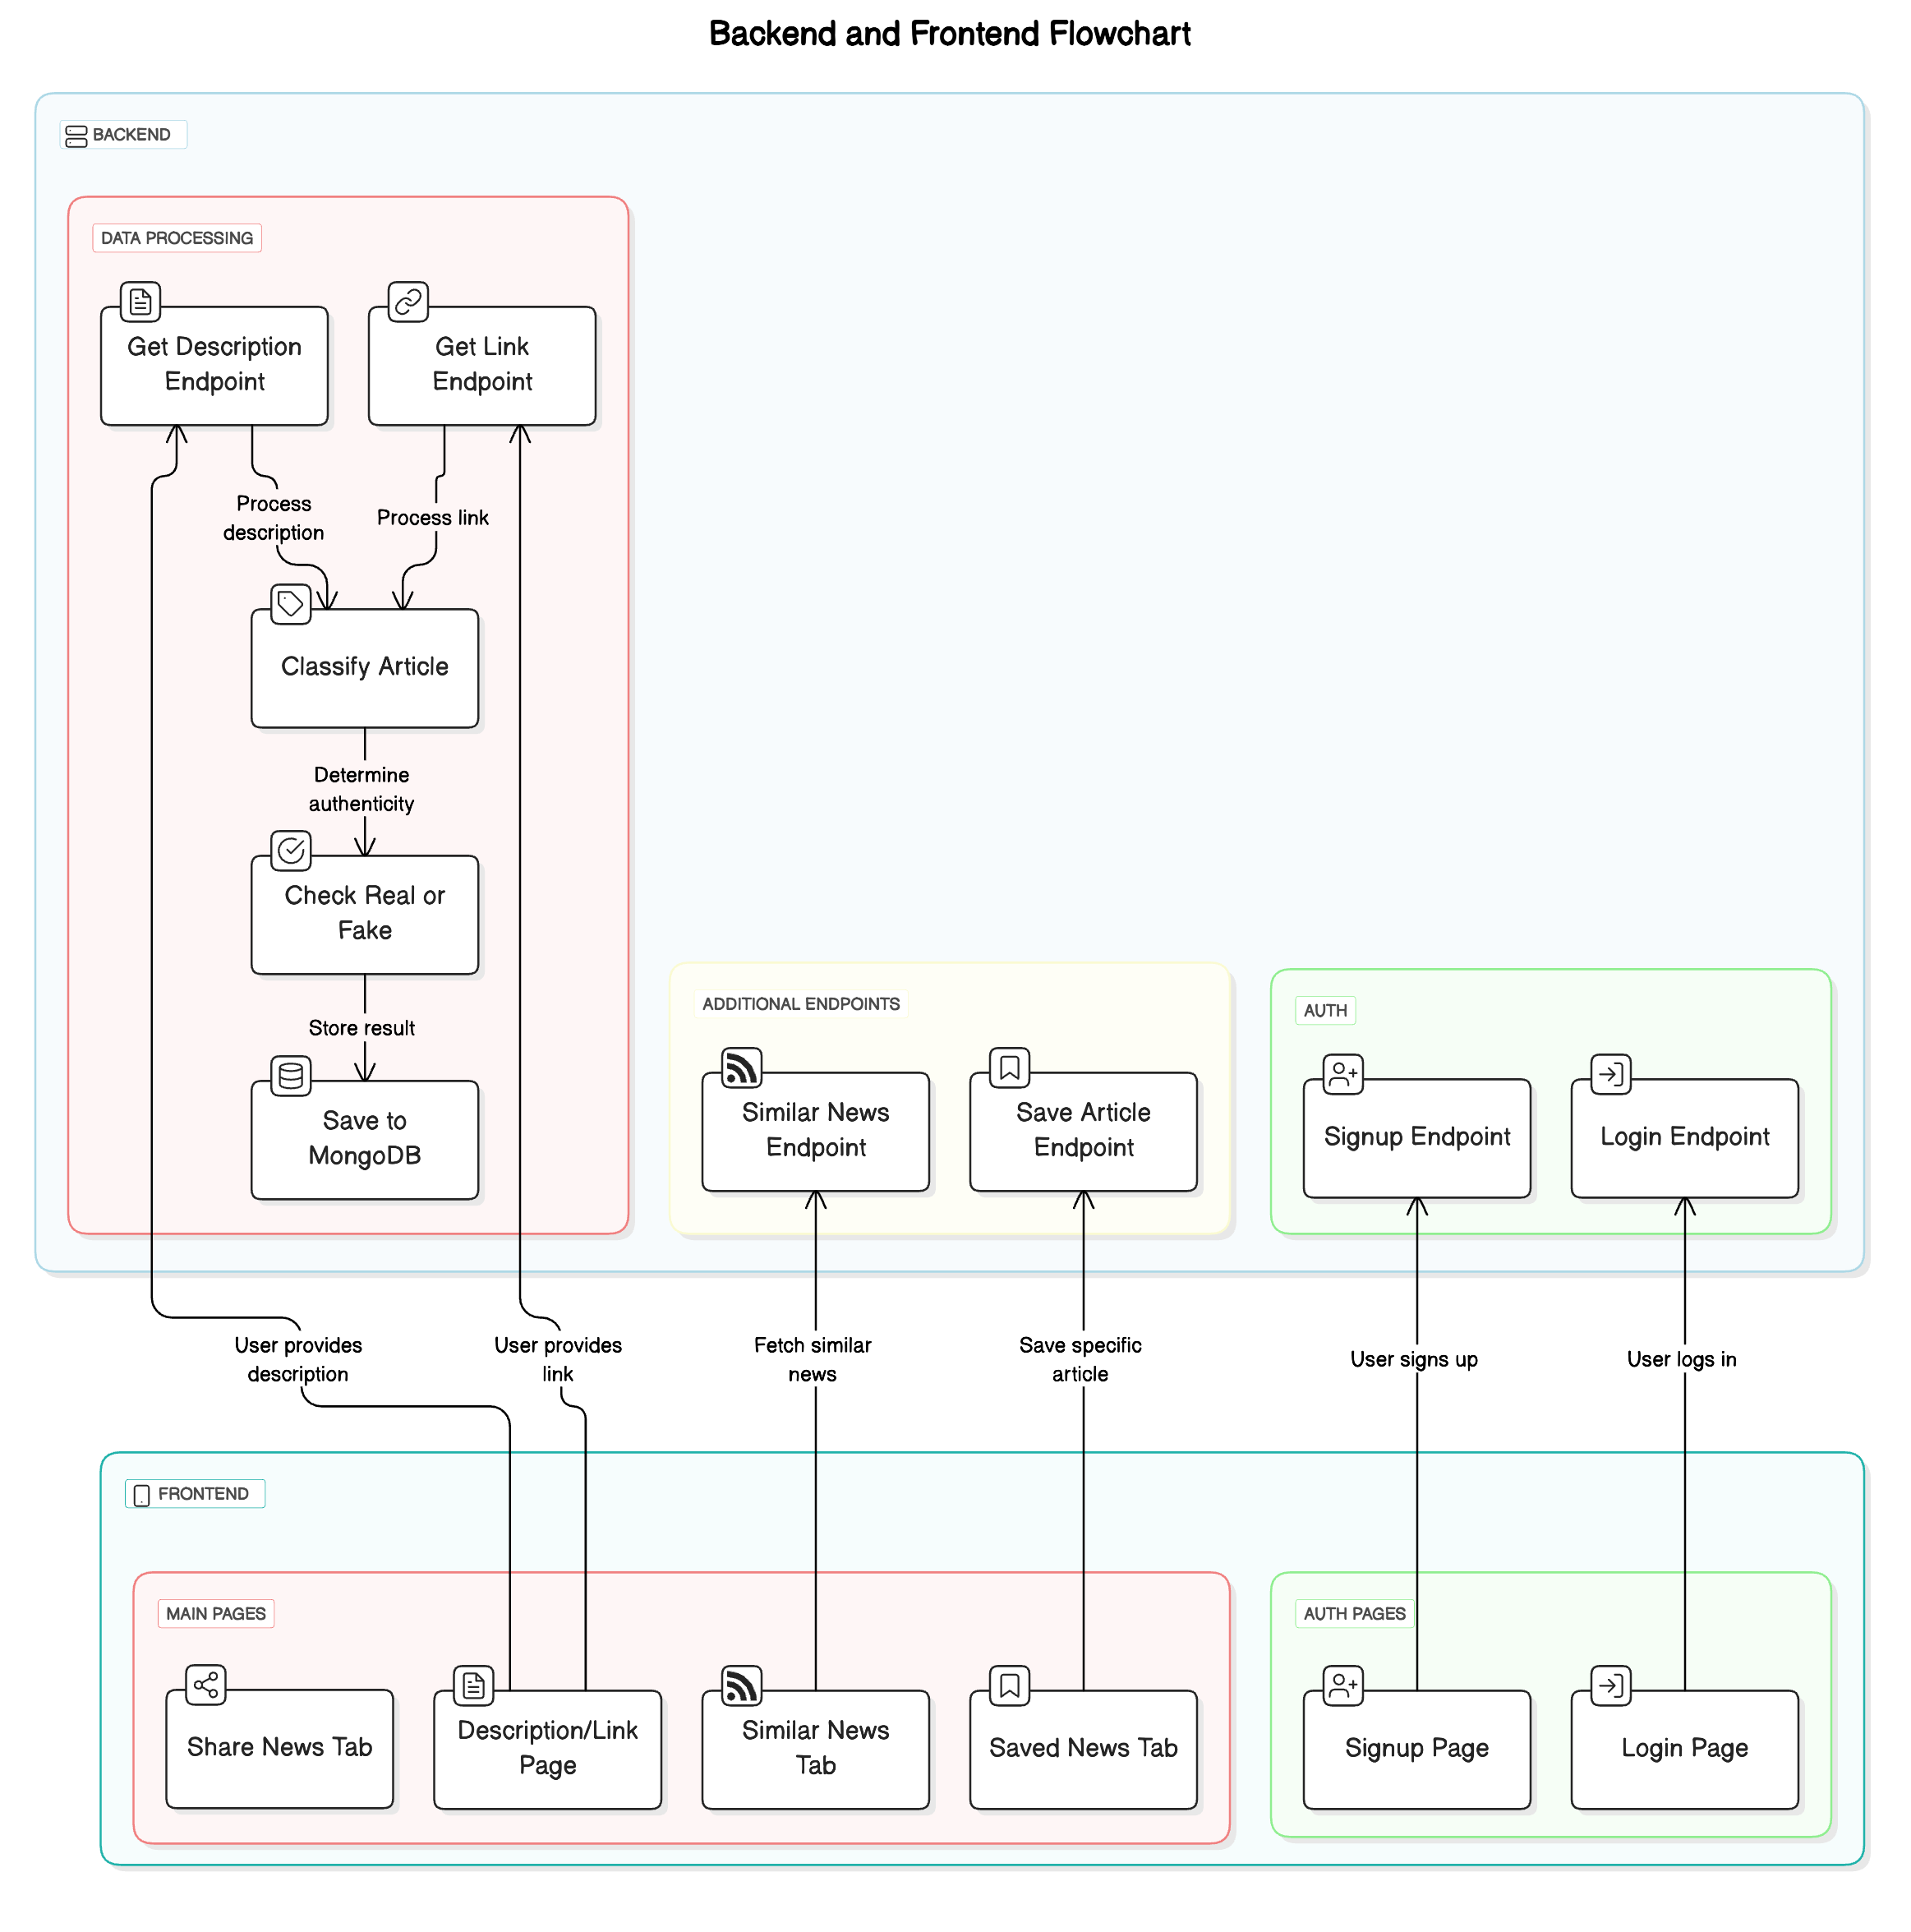 Backend and Frontend Flowchart
BACKEND
DATA PROCESSING
Get Description
Endpoint
Get Link
Endpoint
Process
description
Process link
Classify Article
Determine
authenticity
Check Real or
Fake
Store result
Save to
MongoDB
ADDITIONAL ENDPOINTS
Similar News
Endpoint
Save Article
Endpoint
AUTH
Signup Endpoint
Login Endpoint
User provides
description
User provides
link
Fetch similar
news
Save specific
article
User signs up
User logs in
FRONTEND
MAIN PAGES
Share News Tab
Description/Link
Page
Similar News
Tab
Saved News Tab
AUTH PAGES
Signup Page
Login Page